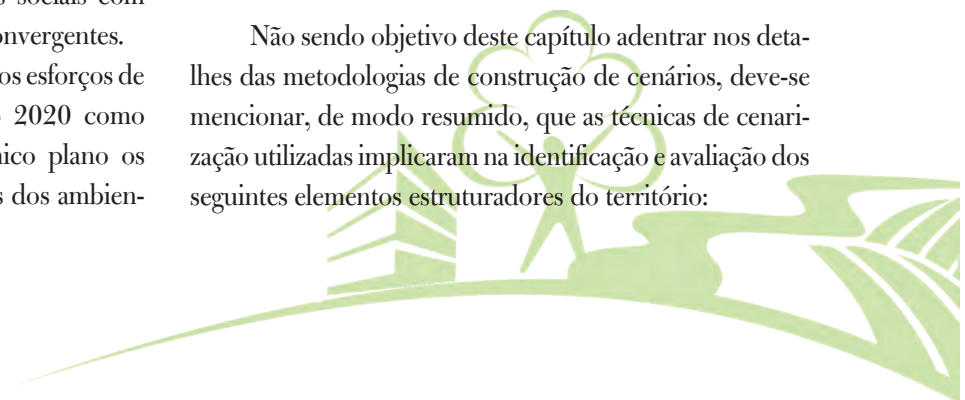 s sociais com
onvergentes.
os esforços de
2020 como
nico plano os
s dos ambien-
Não sendo objetivo deste capítulo adentrar nos deta-
lhes das metodologias de construção de cenários, deve-se
mencionar, de modo resumido, que as técnicas de cenari-
zação utilizadas implicaram na identificação e avaliação dos
seguintes elementos estruturadores do território: